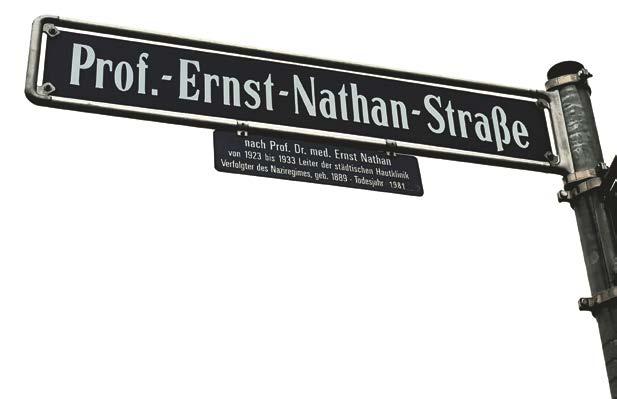 Prof.-Ernst-Nathan-Straße
nach Prof. Dr. med. Ernst Nathan
von 1923 bis 1933 Leiter der städtischen Hautklinik
Verfolgter des Naziregimes, geb. 1889 - Todesjahr 1981